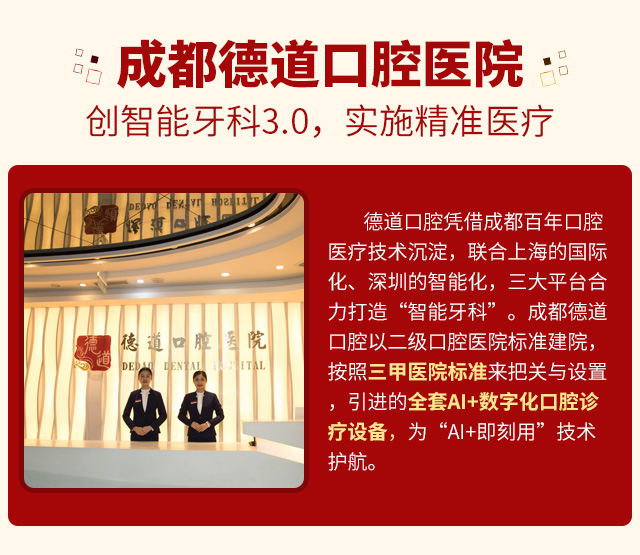 成都德道口腔医院
创智能牙科3.0，实施精准医疗
德道口腔医院
DEDAO DENTAL HOSPITAL
德道
德道口腔凭借成都百年口腔
医疗技术沉淀，联合上海的国际
化、深圳的智能化，三大平台合
力打造“智能牙科”。成都德道
口腔以二级口腔医院标准建院，
按照三甲医院标准来把关与设置
，引进的全套AI+数字化口腔诊
疗设备，为“AI+即刻用”技术
护航。